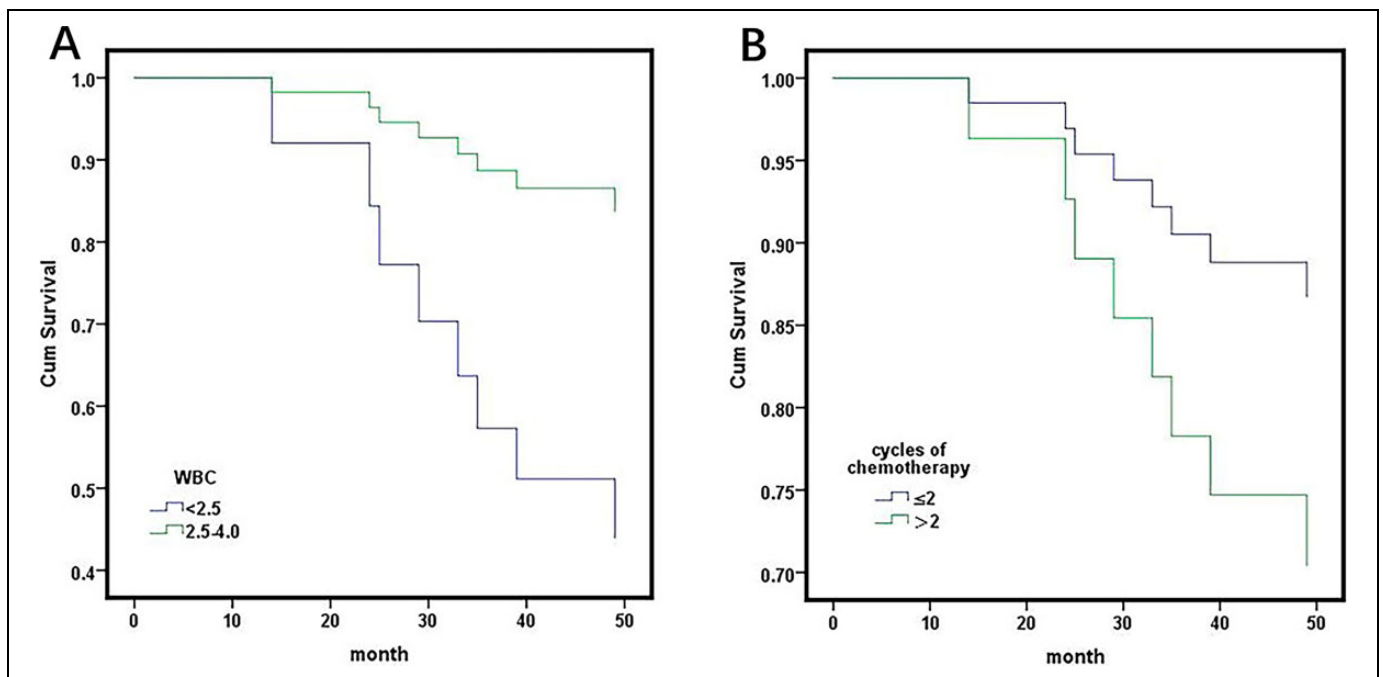 A
1.0
0.9
0.8
0.7
0.6
0.5
0.4
Cum Survival
WBC
<2.5
2.5-4.0
0 10 20 30 40 50
month
B
1.00
0.95
0.90
0.85
0.80
0.75
0.70
Cum Survival
cycles of
chemotherapy
≤2
>2
0 10 20 30 40 50
month